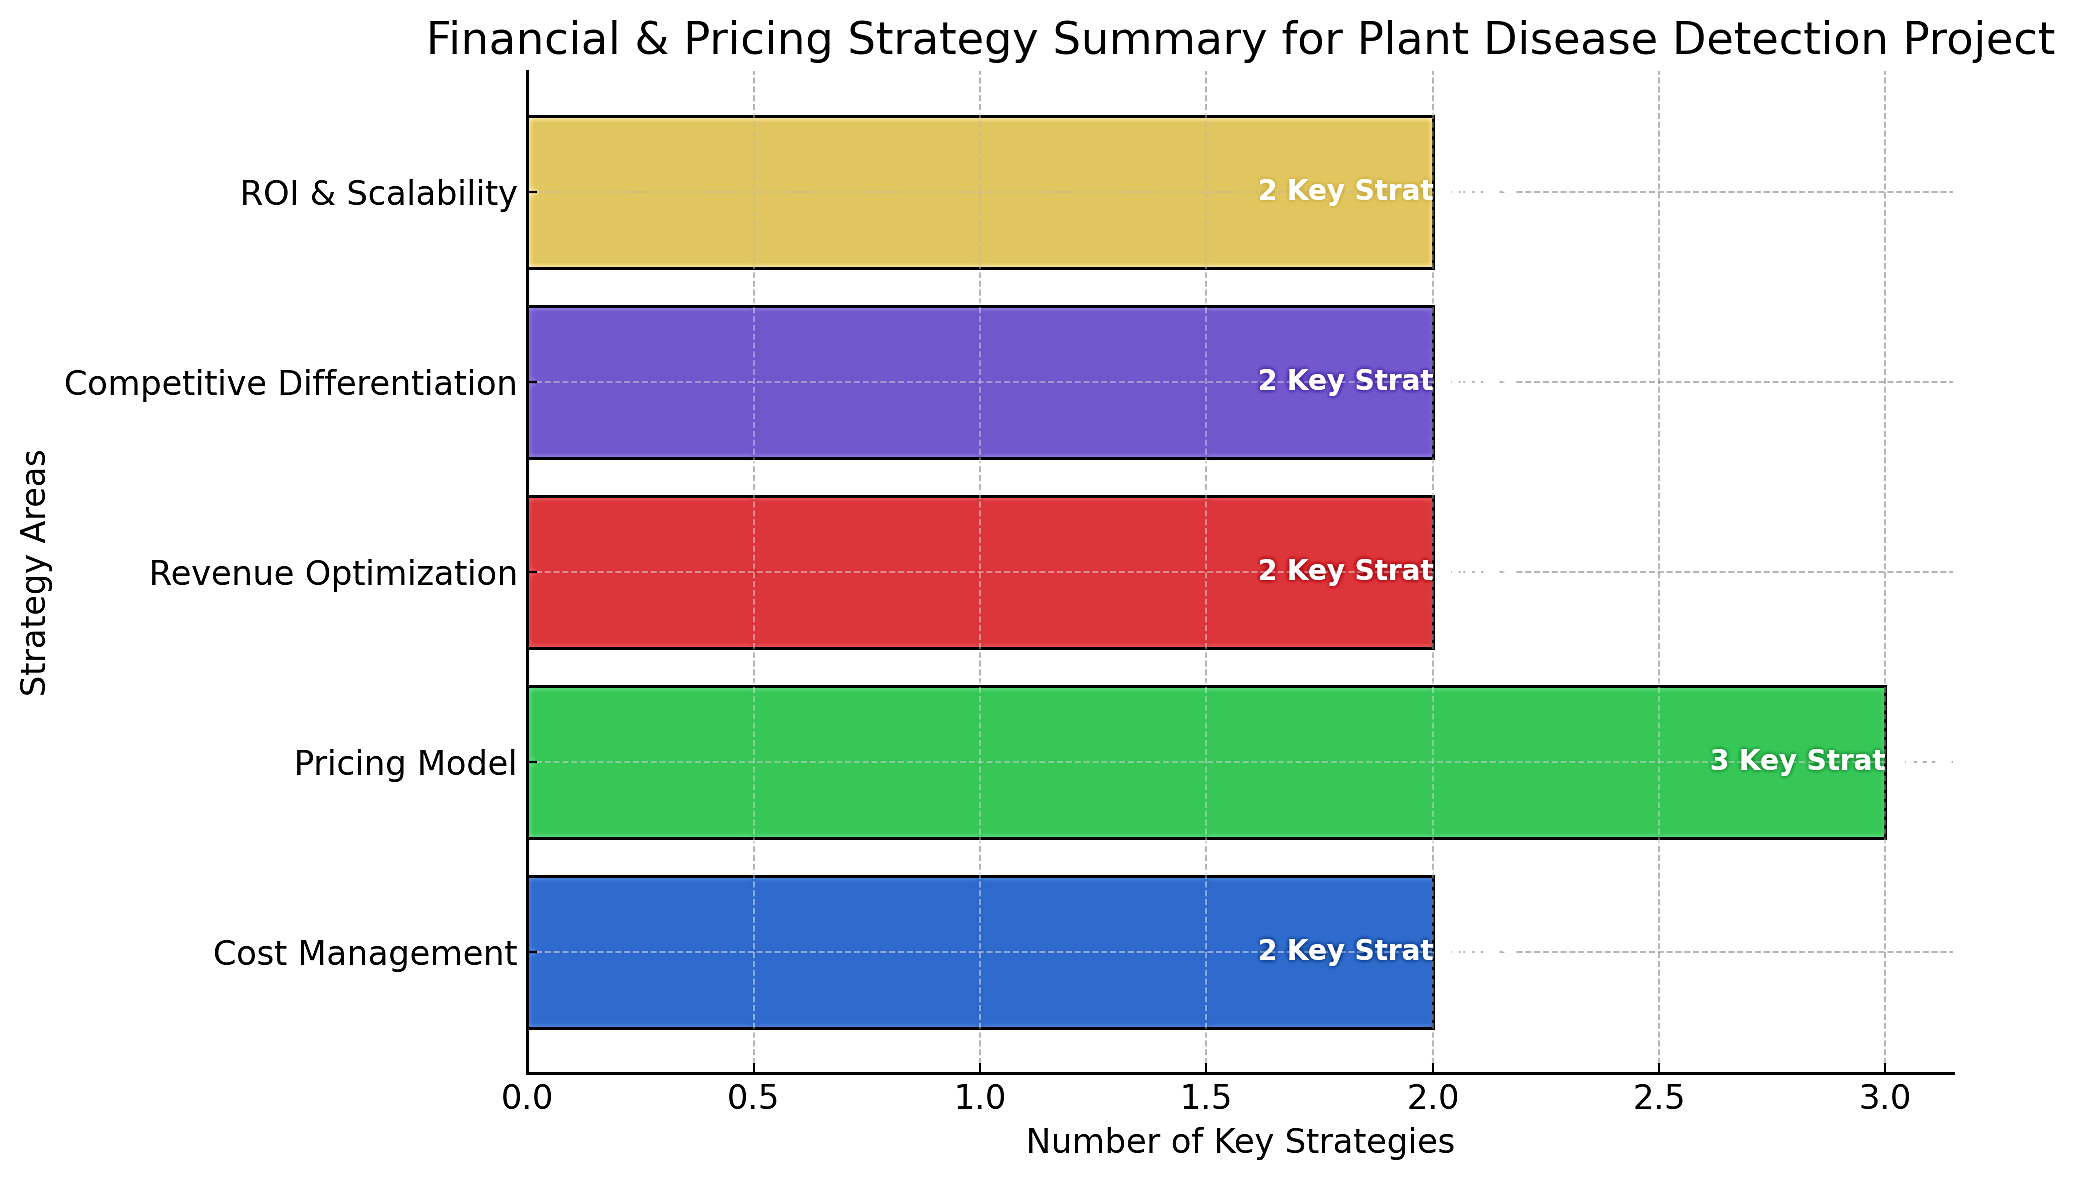 Financial & Pricing Strategy Summary for Plant Disease Detection Project
ROI & Scalability
2 Key Strat
Competitive Differentiation
2 Key Strat
Revenue Optimization
2 Key Strat
Pricing Model
3 Key Strat
Cost Management
2 Key Strat
Strategy Areas
0.0 0.5 1.0 1.5 2.0 2.5 3.0
Number of Key Strategies